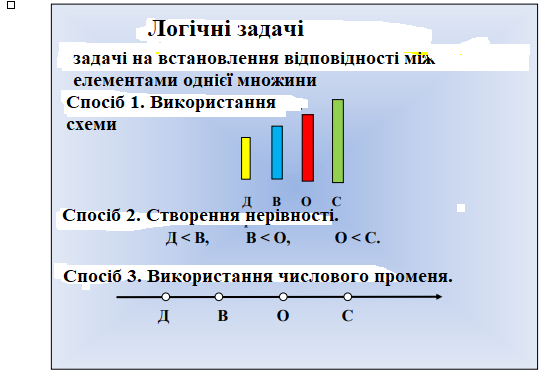 Логічні задачі
задачі на встановлення відповідності між
елементами однієї множини
Спосіб 1. Використання
схеми
Д В О С
Спосіб 2. Створення нерівності.
Д < В, В < О, О < С.
Спосіб 3. Використання числового променя.
Д В О С